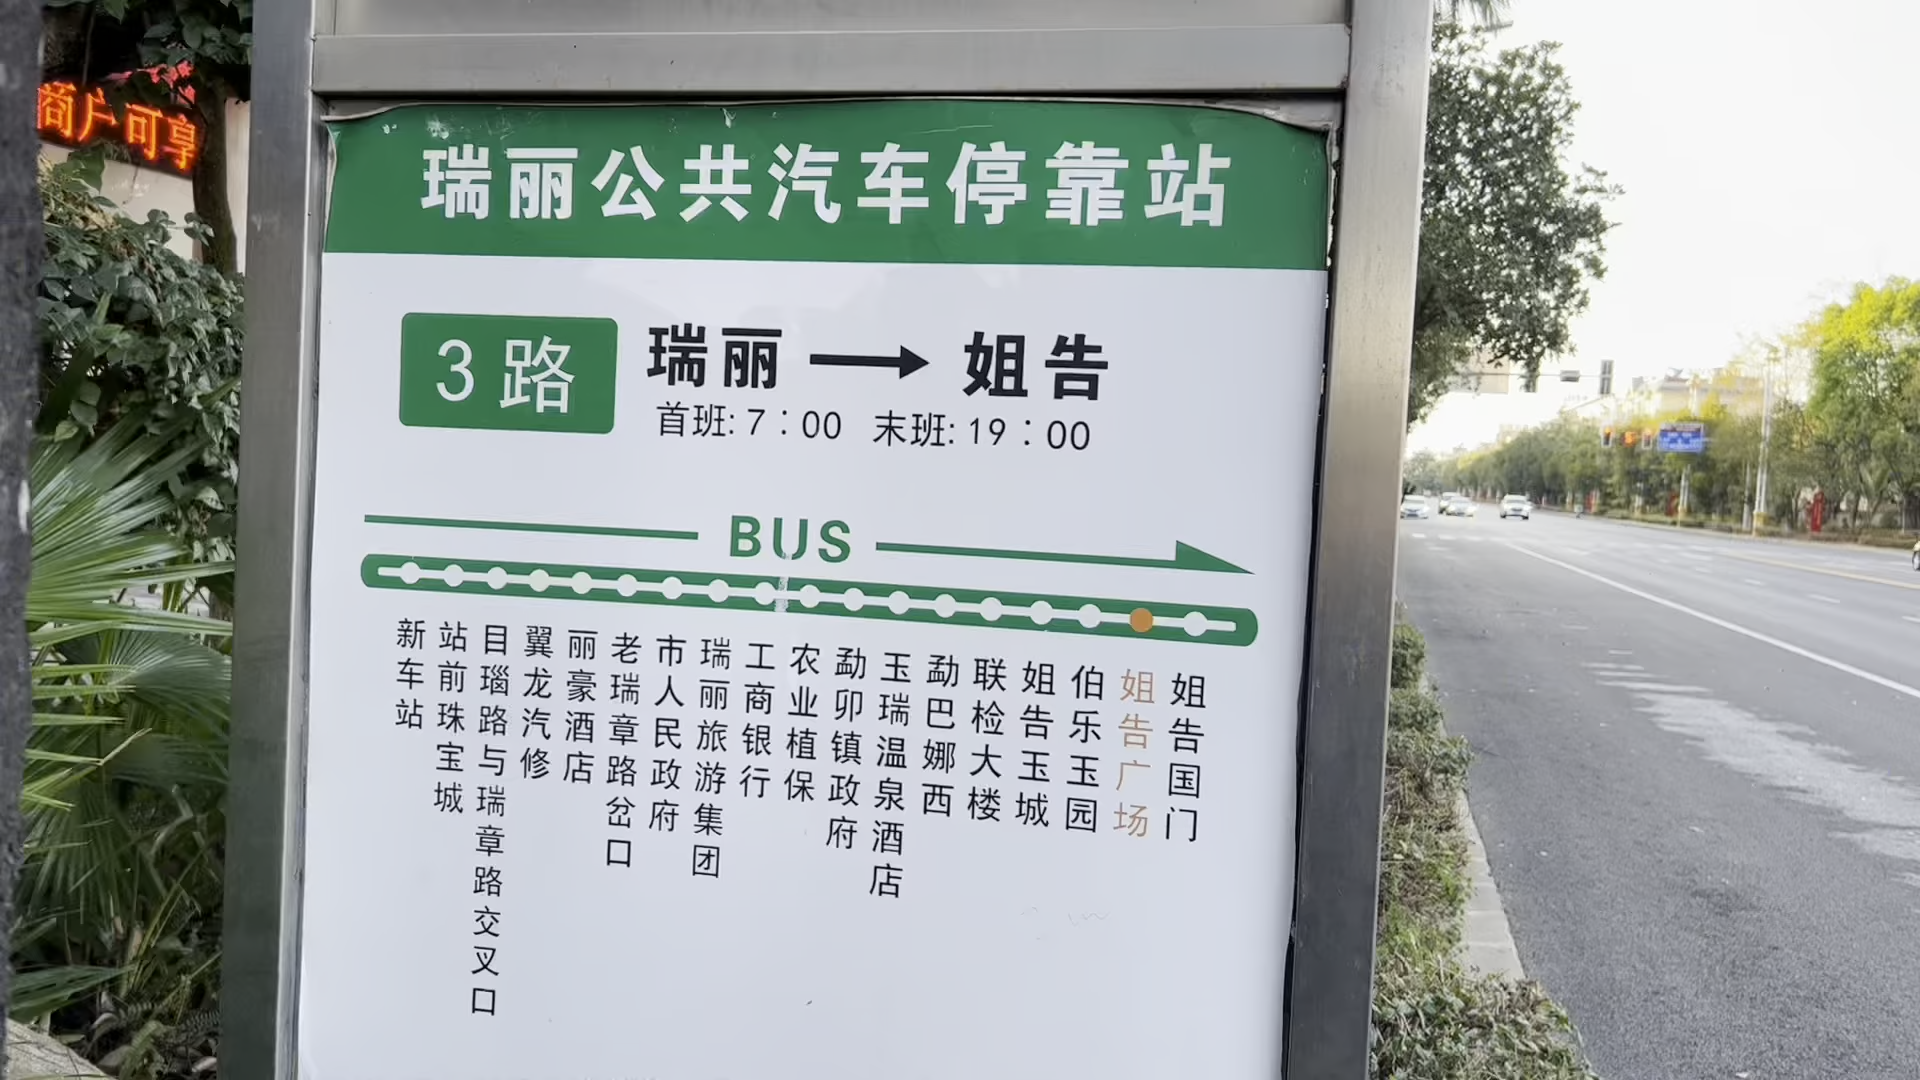 商户可享
瑞丽公共汽车停靠站
3路
瑞丽→姐告
首班:7:00 末班:19:00
BUS
新车站
站前珠宝城
目瑙路与瑞章路交叉口
翼龙汽修
丽豪酒店
老瑞章路岔口
市人民政府
瑞丽旅游集团
工商银行
农业植保
勐卯镇政府
玉瑞温泉酒店
勐巴娜西
联检大楼
姐告玉城
伯乐玉园
姐告广场
姐告国门